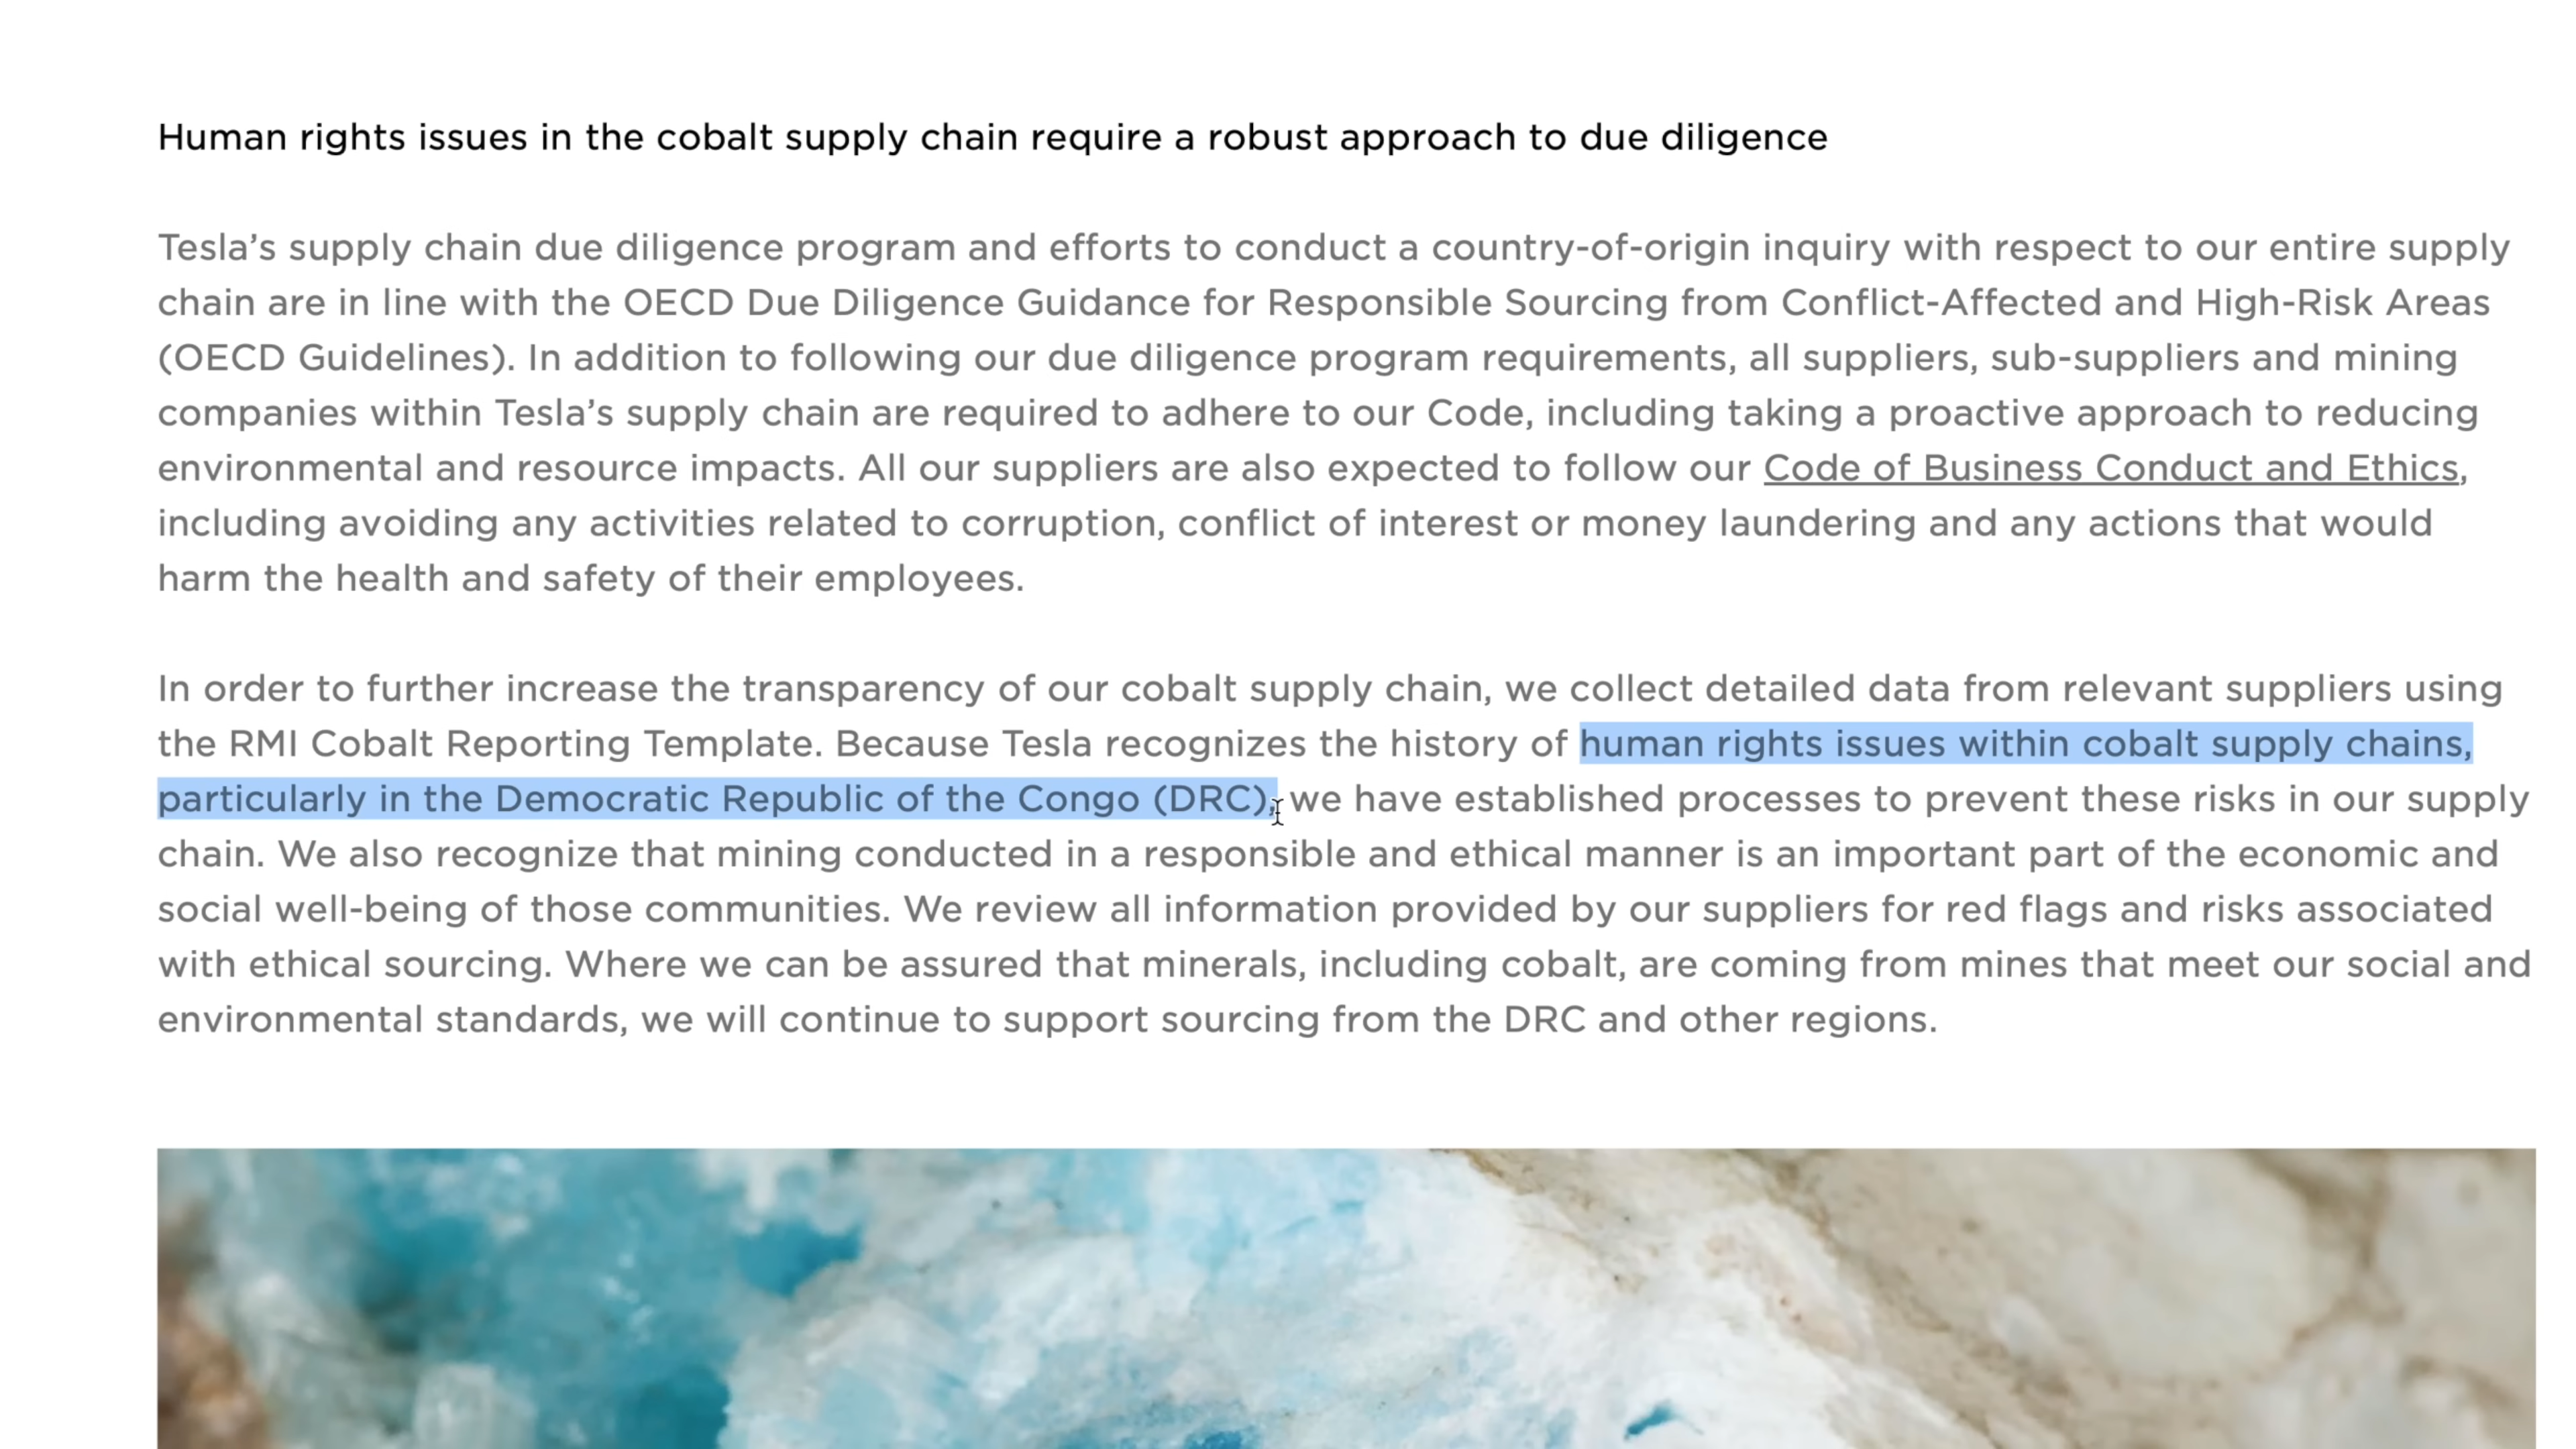 Human rights issues in the cobalt supply chain require a robust approach to due diligence
Tesla’s supply chain due diligence program and efforts to conduct a country-of-origin inquiry with respect to our entire supply
chain are in line with the OECD Due Diligence Guidance for Responsible Sourcing from Conflict-Affected and High-Risk Areas
(OECD Guidelines). In addition to following our due diligence program requirements, all suppliers, sub-suppliers and mining
companies within Tesla’s supply chain are required to adhere to our Code, including taking a proactive approach to reducing
environmental and resource impacts. All our suppliers are also expected to follow our Code of Business Conduct and Ethics,
including avoiding any activities related to corruption, conflict of interest or money laundering and any actions that would
harm the health and safety of their employees.
In order to further increase the transparency of our cobalt supply chain, we collect detailed data from relevant suppliers using
the RMI Cobalt Reporting Template. Because Tesla recognizes the history of human rights issues within cobalt supply chains,
particularly in the Democratic Republic of the Congo (DRC), we have established processes to prevent these risks in our supply
chain. We also recognize that mining conducted in a responsible and ethical manner is an important part of the economic and
social well-being of those communities. We review all information provided by our suppliers for red flags and risks associated
with ethical sourcing. Where we can be assured that minerals, including cobalt, are coming from mines that meet our social and
environmental standards, we will continue to support sourcing from the DRC and other regions.